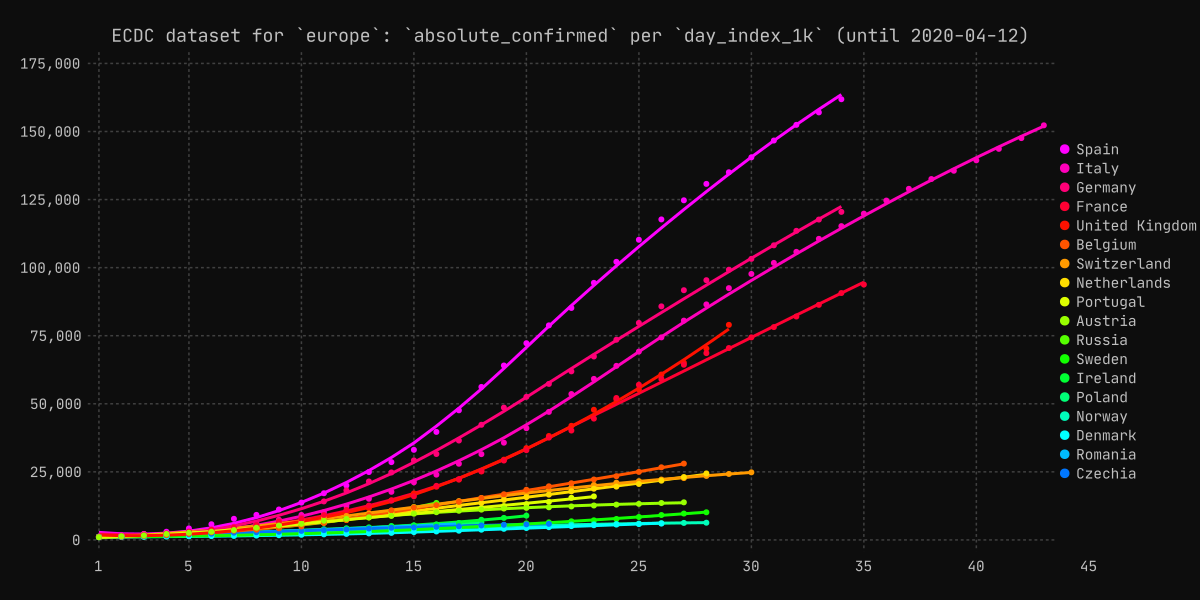 ECDC dataset for `europe`: `absolute_confirmed` per `day_index_1k` (until 2020-04-12)
175,000
150,000
125,000
100,000
75,000
50,000
25,000
0
1 5 10 15 20 25 30 35 40 45
Spain
Italy
Germany
France
United Kingdom
Belgium
Switzerland
Netherlands
Portugal
Austria
Russia
Sweden
Ireland
Poland
Norway
Denmark
Romania
Czechia